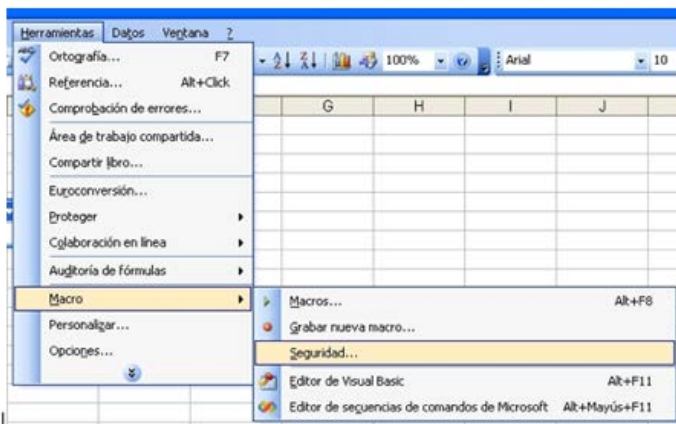 Herramientas Datos Ventana ?
Ortografía... F7
100% Arial 10
Referencia... Alt+Click
Comprobación de errores...
G H I J
Área de trabajo compartida...
Compartir libro...
Euroconversión...
Proteger
Colaboración en línea
Auditoría de fórmulas
Macro
Macros... Alt+F8
Personalizar...
Grabar nueva macro...
Opciones...
Seguridad...
Editor de Visual Basic Alt+F11
Editor de secuencias de comandos de Microsoft Alt+Mayús+F11